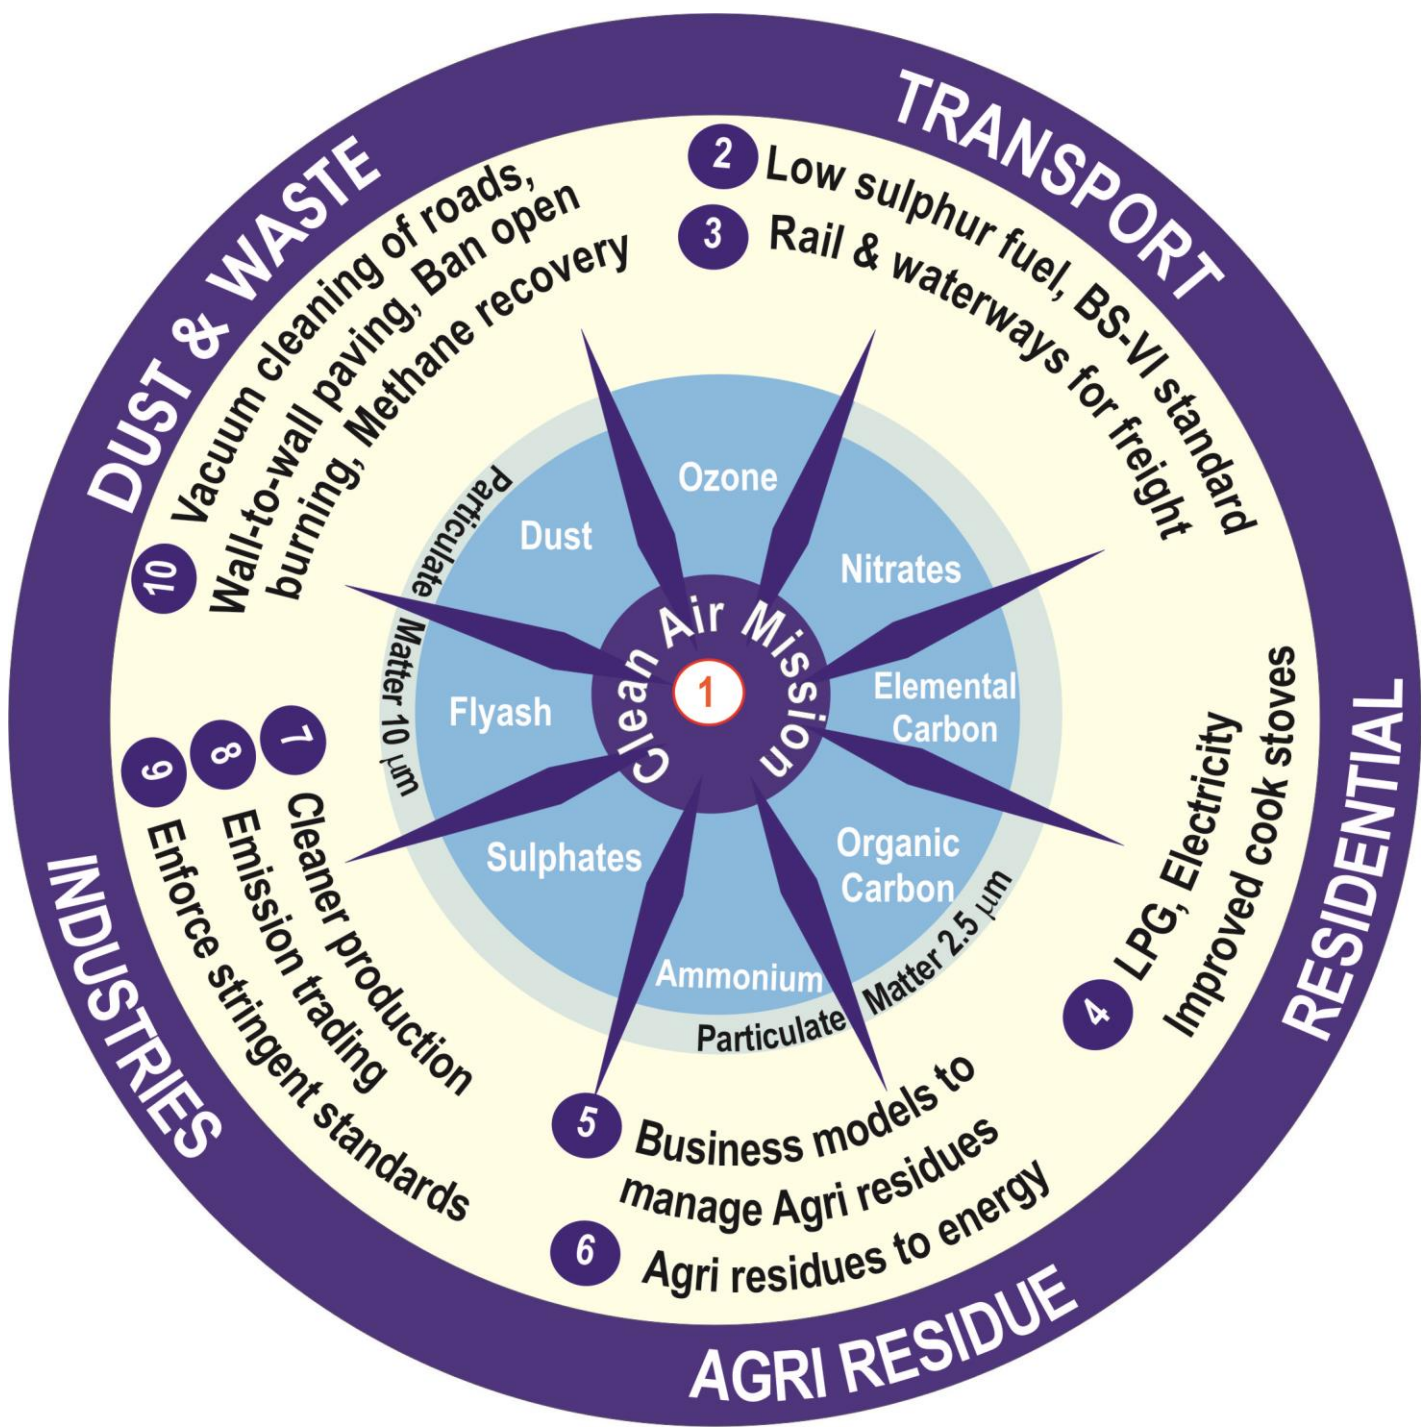 TRANSPORT
2 Low sulphur fuel, BS-VI standard
3 Rail & waterways for freight
RESIDENTIAL
4 LPG, Electricity
Improved cook stoves
AGRI RESIDUE
5 Business models to
manage Agri residues
6 Agri residues to energy
INDUSTRIES
7 Cleaner production
8 Emission trading
9 Enforce stringent standards
DUST & WASTE
10 Vacuum cleaning of roads,
Wall-to-wall paving, Ban open
burning, Methane recovery
Particulate Matter 10 μm
Particulate Matter 2.5 μm
Ozone
Nitrates
Elemental
Carbon
Organic
Carbon
Ammonium
Sulphates
Flyash
Dust
Clean Air Mission
1